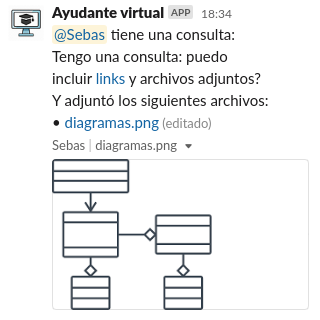 Ayudante virtual APP 18:34
@Sebas tiene una consulta:
Tengo una consulta: puedo
incluir links y archivos adjuntos?
Y adjuntó los siguientes archivos:
• diagramas.png (editado)
Sebas | diagramas.png